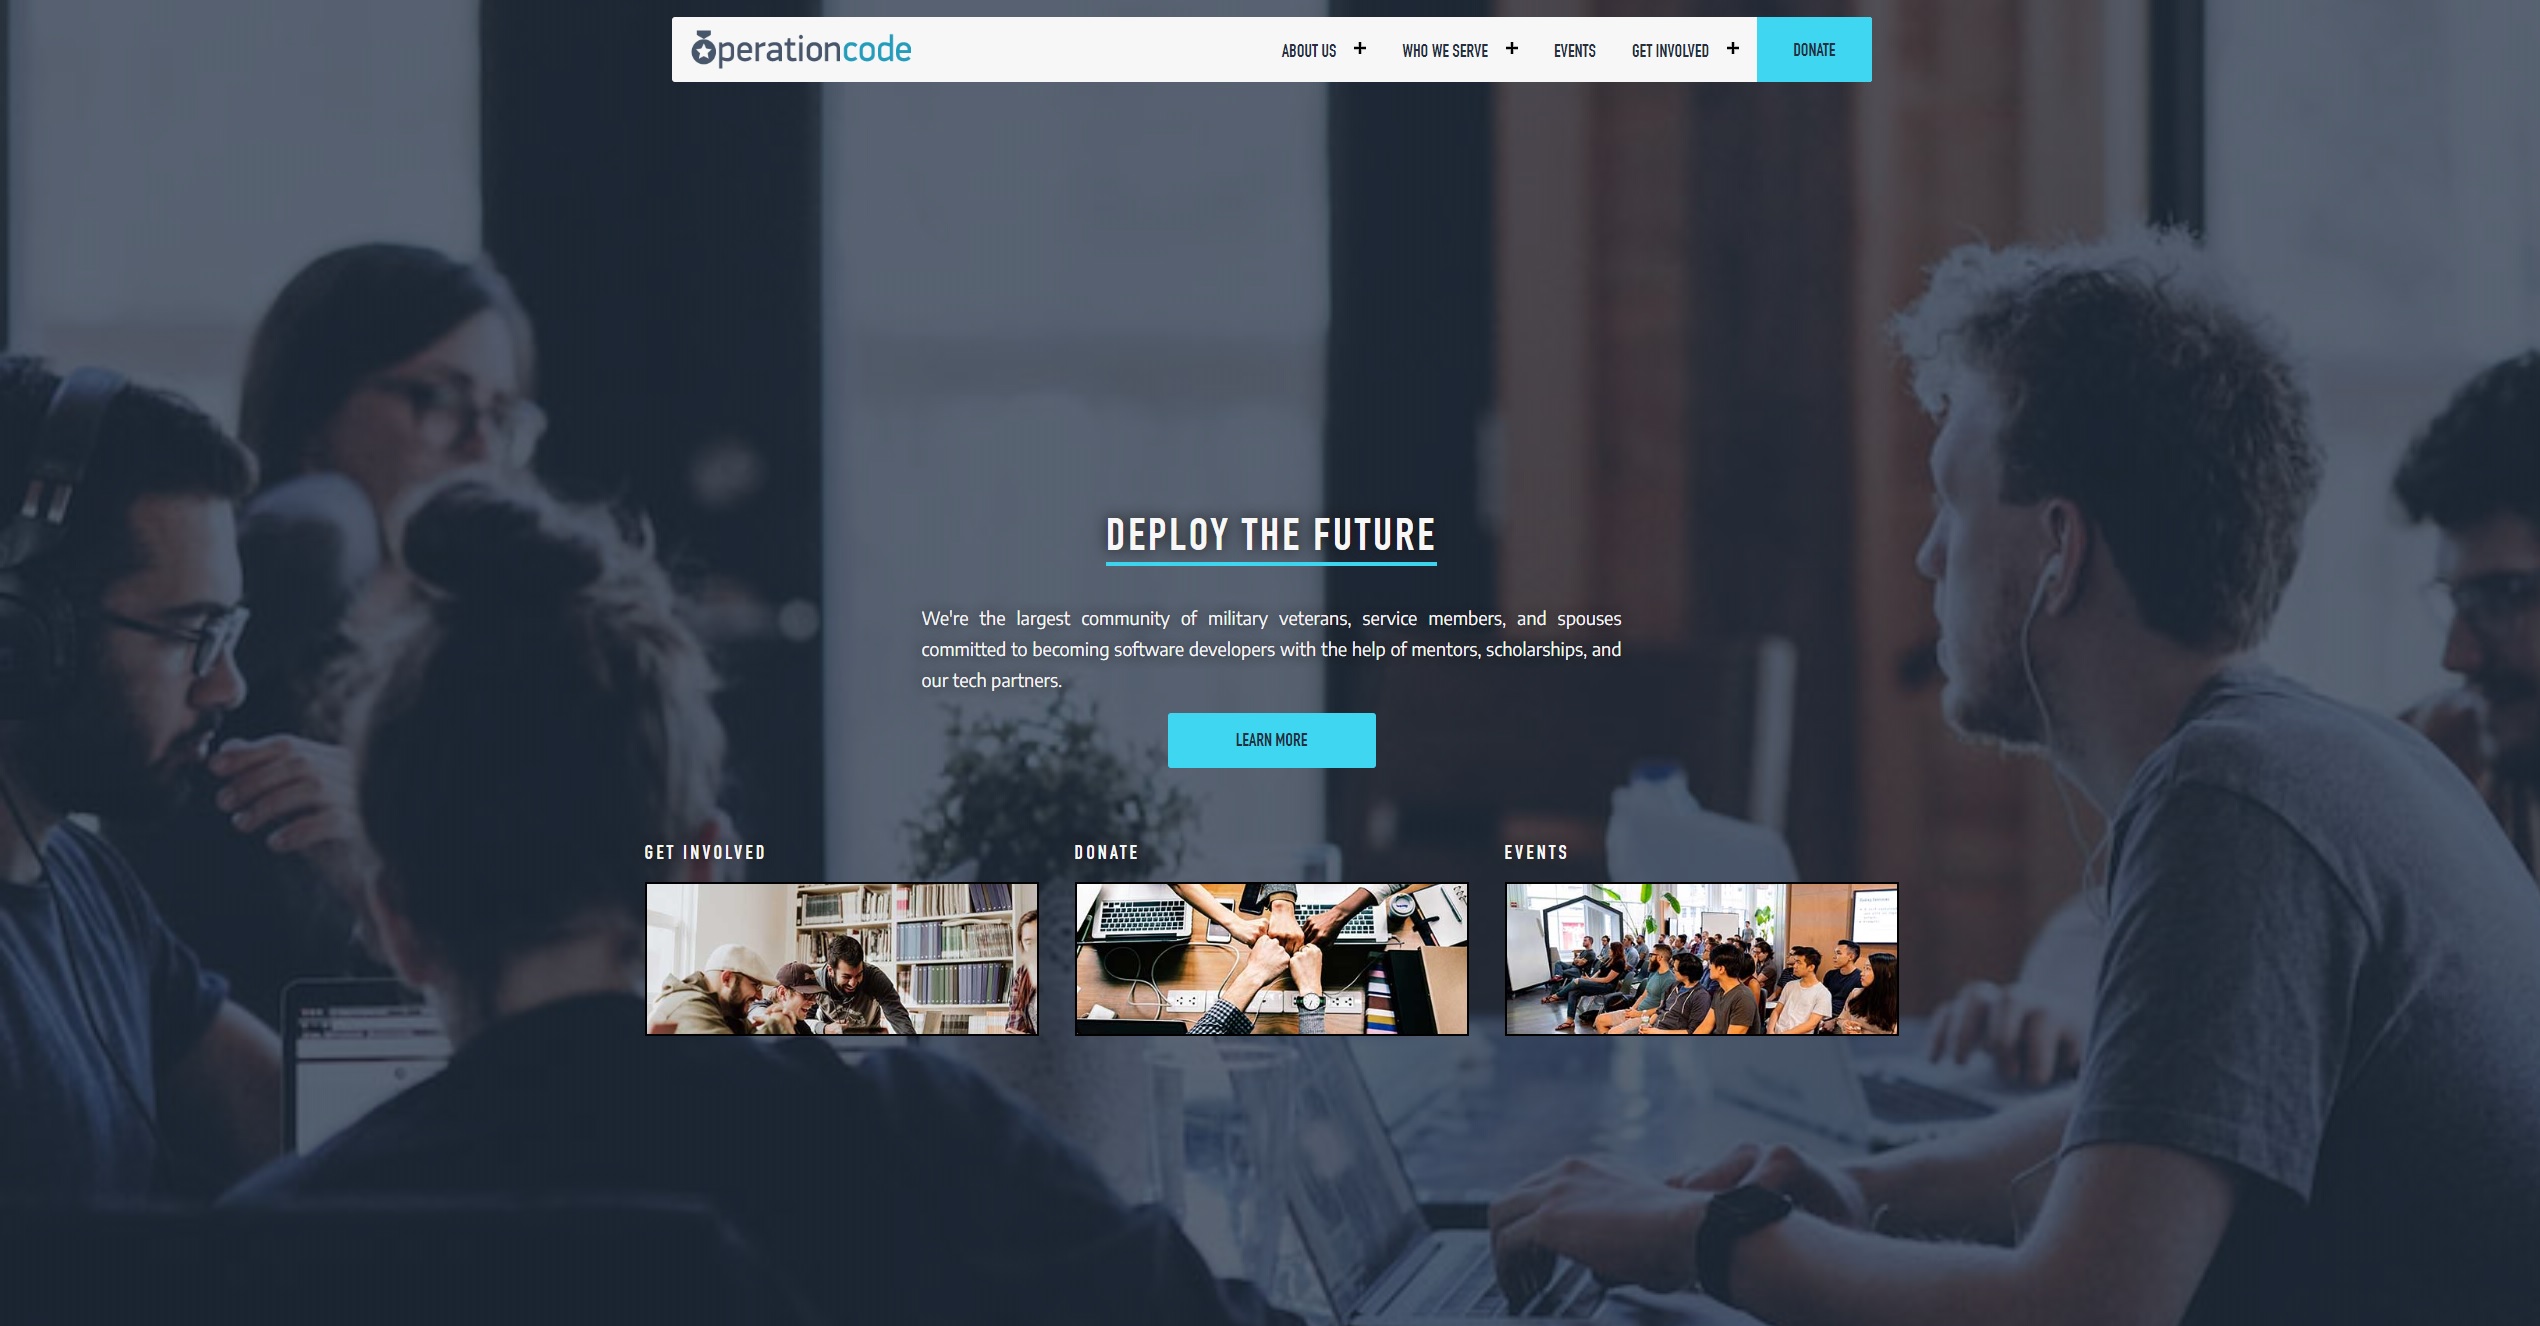 operationcode
ABOUT US + WHO WE SERVE + EVENTS GET INVOLVED + DONATE
DEPLOY THE FUTURE
We're the largest community of military veterans, service members, and spouses
committed to becoming software developers with the help of mentors, scholarships, and
our tech partners.
LEARN MORE
GET INVOLVED DONATE EVENTS